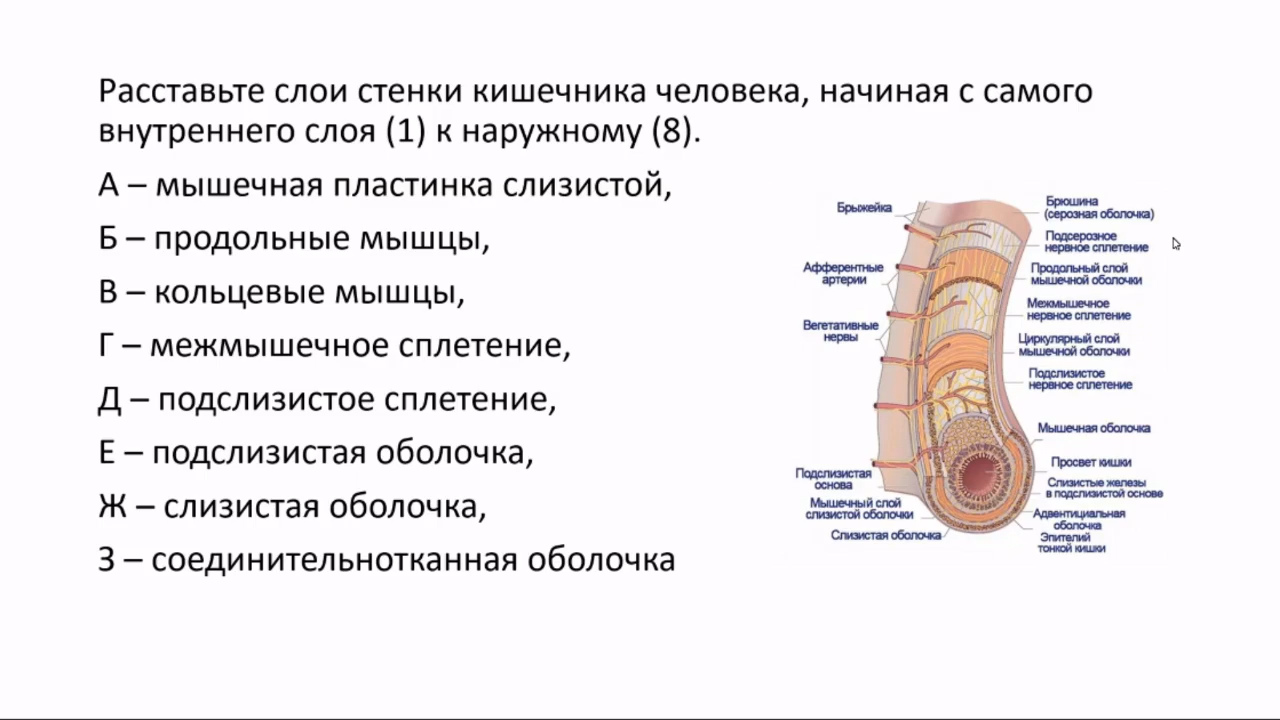 Расставьте слои стенки кишечника человека, начиная с самого
внутреннего слоя (1) к наружному (8).
А – мышечная пластинка слизистой,
Б – продольные мышцы,
В – кольцевые мышцы,
Г – межмышечное сплетение,
Д – подслизистое сплетение,
Е – подслизистая оболочка,
Ж – слизистая оболочка,
З – соединительнотканная оболочка
Брыжейка
Афферентные
артерии
Вегетативные
нервы
Подслизистая
основа
Мышечный слой
слизистой оболочки
Слизистая оболочка
Брюшина
(серозная оболочка)
Подсерозное
нервное сплетение
Продольный слой
мышечной оболочки
Межмышечное
нервное сплетение
Циркулярный слой
мышечной оболочки
Подслизистое
нервное сплетение
Мышечная оболочка
Просвет кишки
Слизистые железы
в подслизистой основе
Адвентициальная
оболочка
Эпителий
тонкой кишки